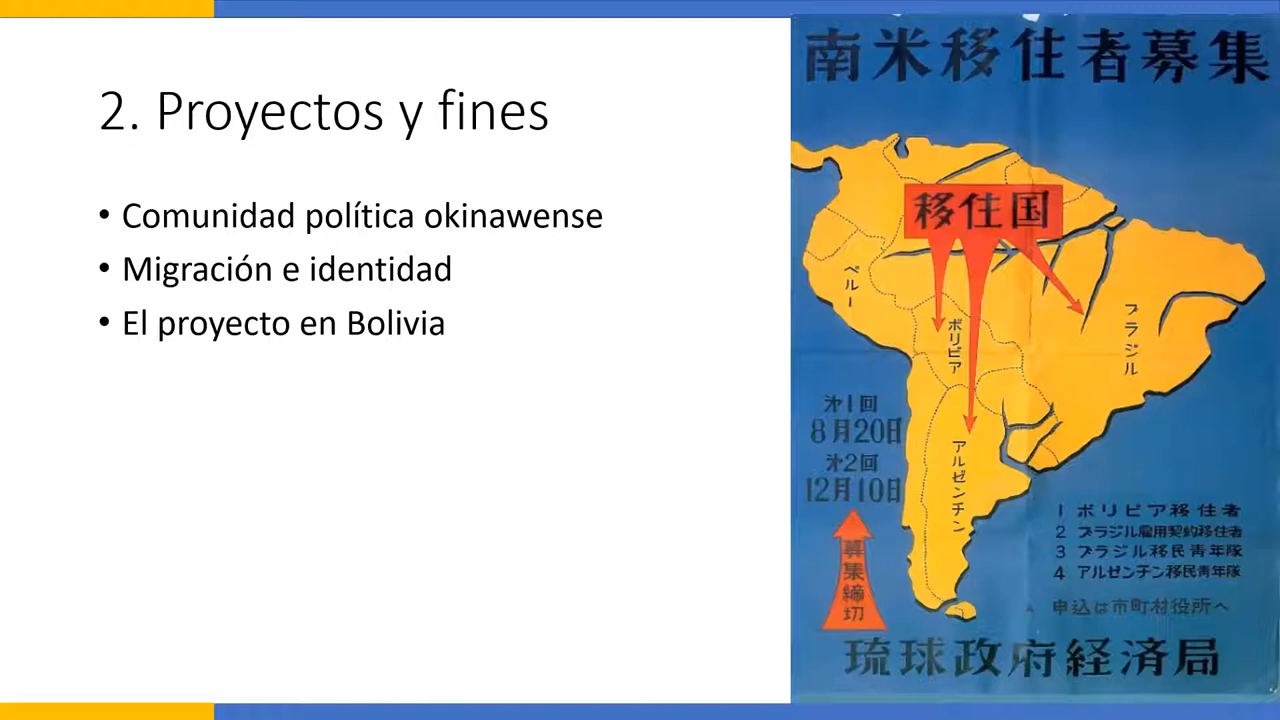 2. Proyectos y fines
• Comunidad política okinawense
• Migración e identidad
• El proyecto en Bolivia
南米移住者募集
移住国
ペルー
ボリビア
ブラジル
アルゼンチン
第1回
8月20日
第2回
12月10日
募集締切
1 ボリビア移住者
2 ブラジル雇用契約移住者
3 ブラジル移民青年隊
4 アルゼンチン移民青年隊
▲ 申込は市町村役所へ
琉球政府経済局